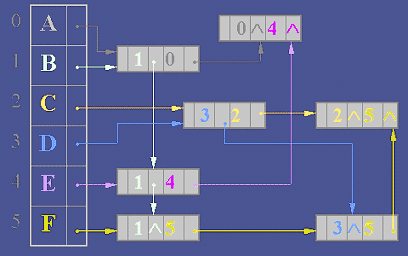 0 A 0 ∧ 4 ∧
1 B 1 0
2 C 3 2 2 ∧ 5 ∧
3 D
4 E 1 4
5 F 1 ∧ 5 3 ∧ 5